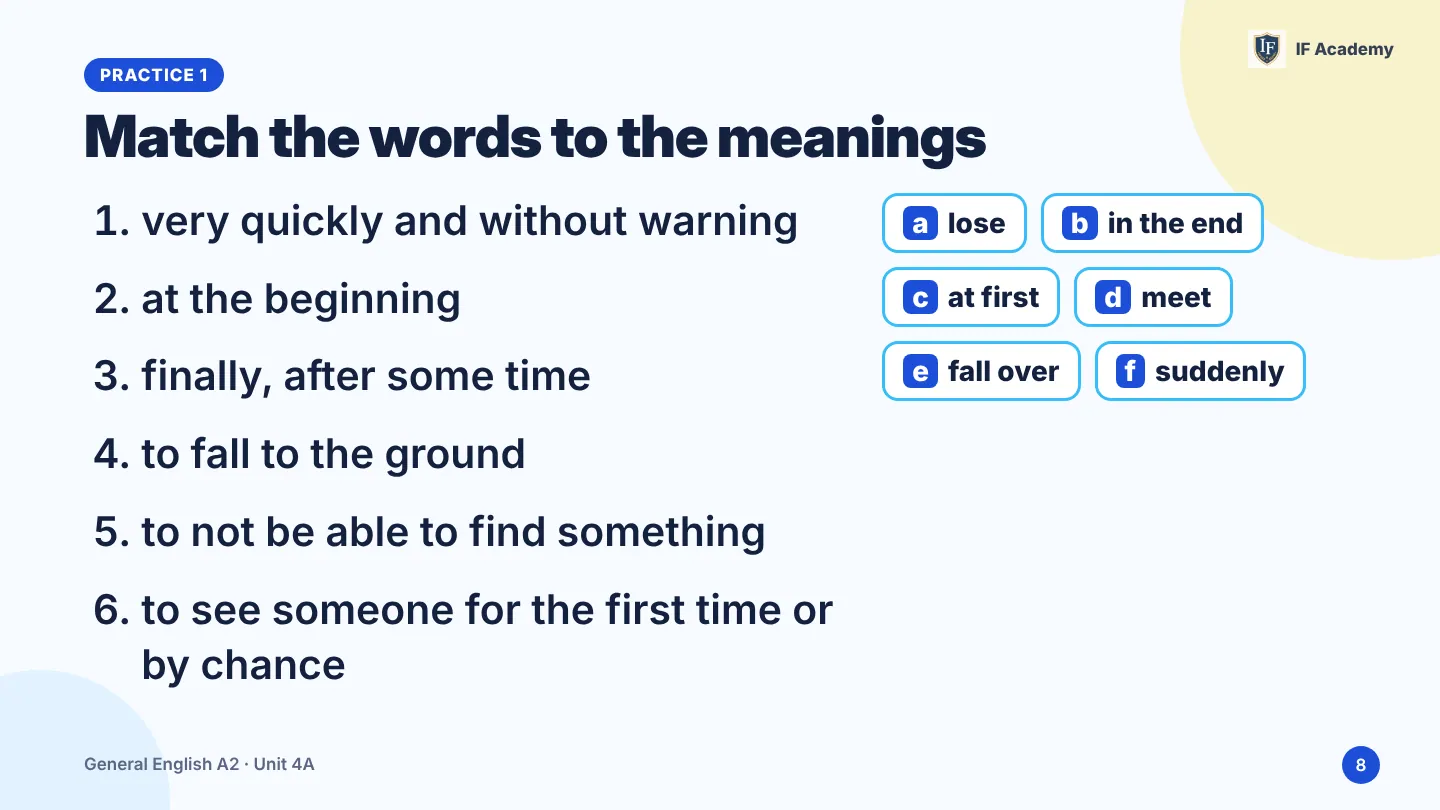 IF IF Academy
PRACTICE 1
Match the words to the meanings
1. very quickly and without warning
2. at the beginning
3. finally, after some time
4. to fall to the ground
5. to not be able to find something
6. to see someone for the first time or
by chance
a lose b in the end
c at first d meet
e fall over f suddenly
General English A2 · Unit 4A
8